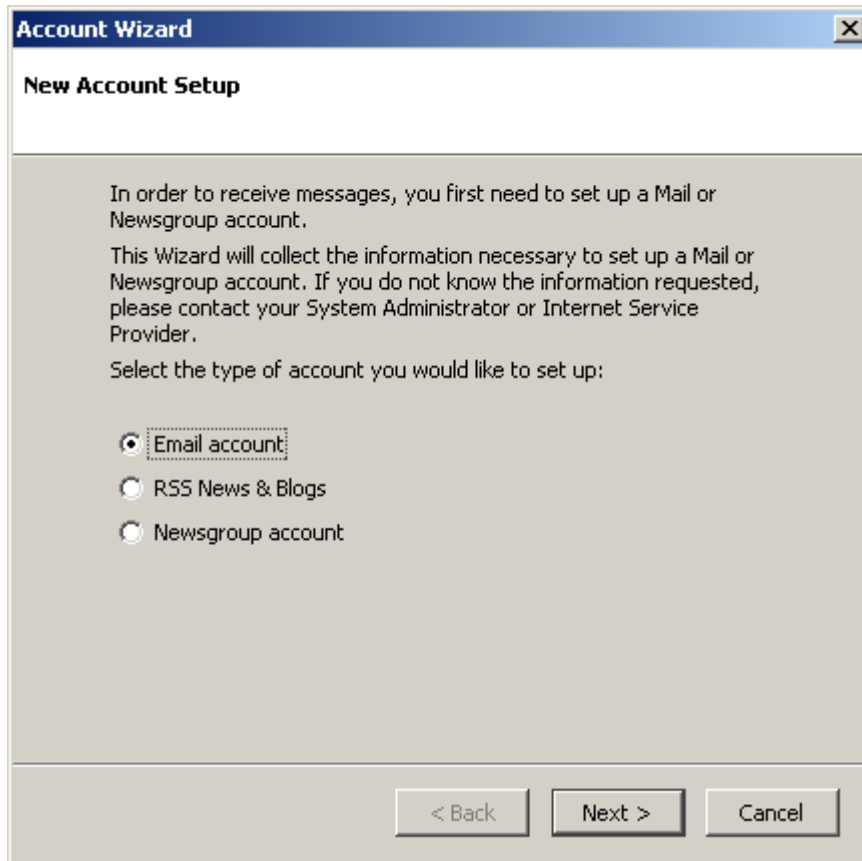 Account Wizard
New Account Setup
In order to receive messages, you first need to set up a Mail or
Newsgroup account.
This Wizard will collect the information necessary to set up a Mail or
Newsgroup account. If you do not know the information requested,
please contact your System Administrator or Internet Service
Provider.
Select the type of account you would like to set up:
Email account
RSS News & Blogs
Newsgroup account
< Back Next > Cancel